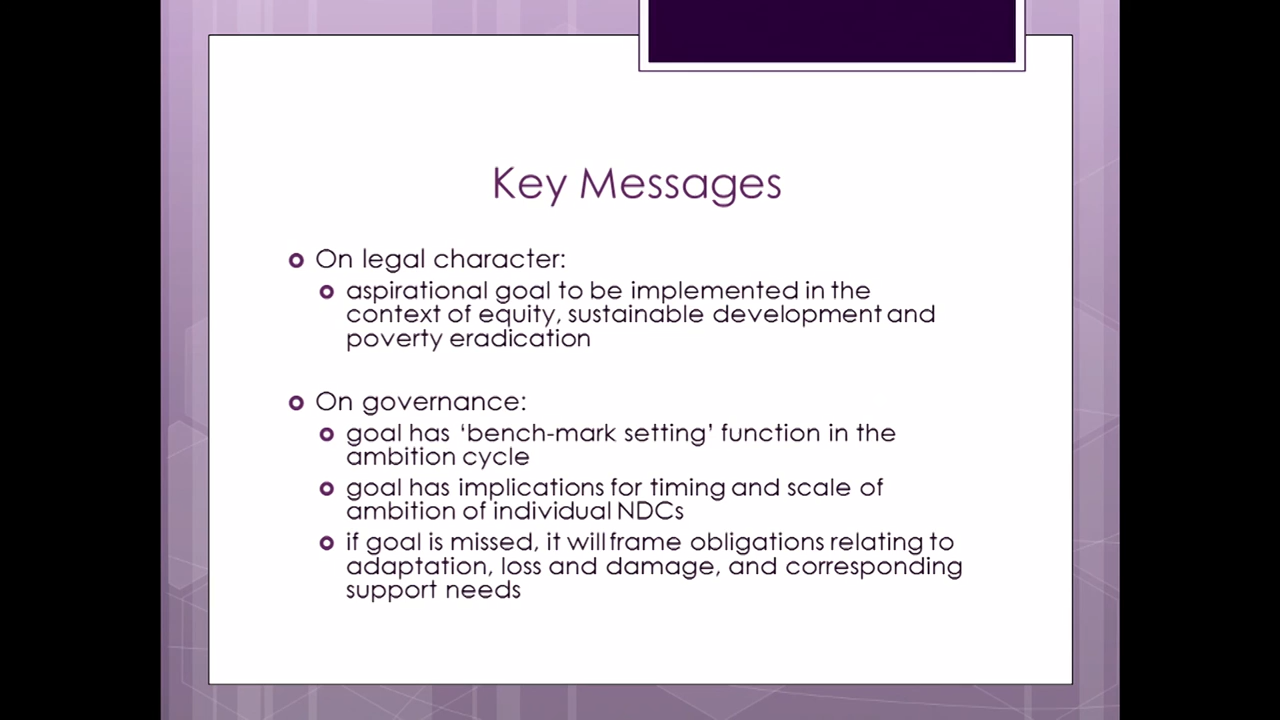 Key Messages
On legal character:
aspirational goal to be implemented in the
context of equity, sustainable development and
poverty eradication
On governance:
goal has ‘bench-mark setting’ function in the
ambition cycle
goal has implications for timing and scale of
ambition of individual NDCs
if goal is missed, it will frame obligations relating to
adaptation, loss and damage, and corresponding
support needs